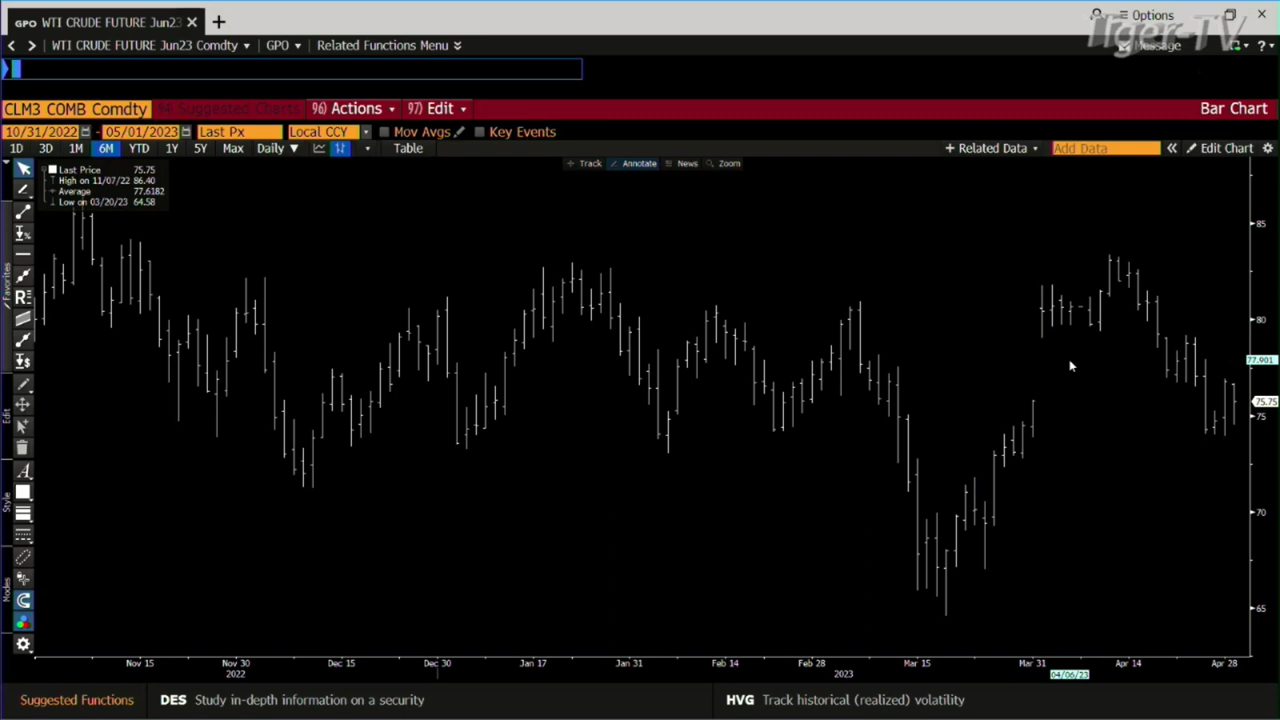 GPO WTI CRUDE FUTURE Jun23 × +
Options
Tiger-TV
WTI CRUDE FUTURE Jun23 Comdty GPO Related Functions Menu
Message
CLM3 COMB Comdty 94) Suggested Charts 96) Actions 97) Edit Bar Chart
10/31/2022 - 05/01/2023 Last Px Local CCY Mov Avgs Key Events
1D 3D 1M 6M YTD 1Y 5Y Max Daily Table + Related Data Add Data Edit Chart
Track Annotate News Zoom
Last Price 75.75
High on 11/07/22 86.40
Average 77.6182
Low on 03/20/23 64.58
Favorites
Edit
Style
Modes
85
80
77.901
75.75
75
70
65
Nov 15 Nov 30 Dec 15 Dec 30 Jan 17 Jan 31 Feb 14 Feb 28 Mar 15 Mar 31 Apr 14 Apr 28
2022 2023 04/06/23
Suggested Functions DES Study in-depth information on a security HVG Track historical (realized) volatility